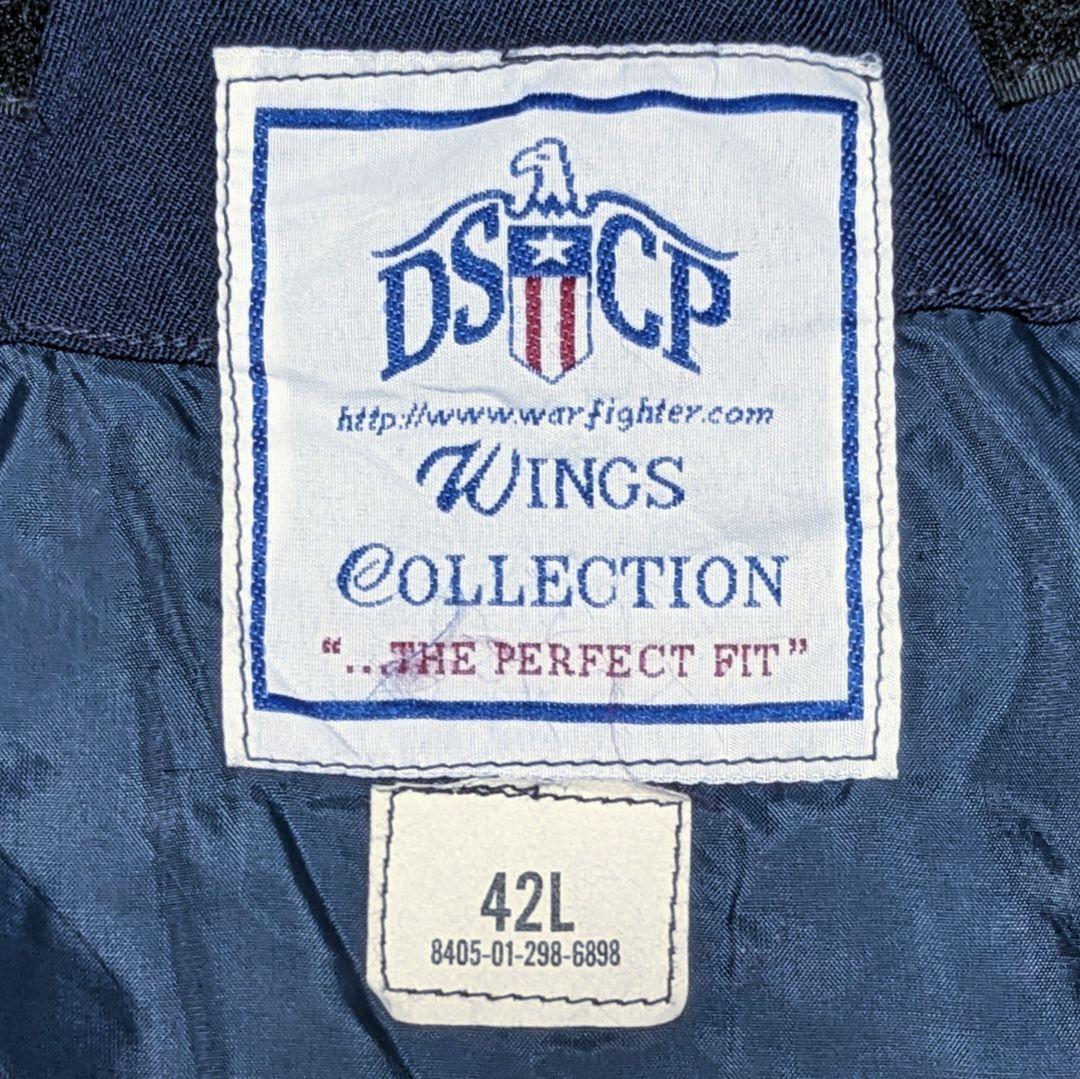 DSCP
http://www.warfighter.com
WINGS
COLLECTION
"...THE PERFECT FIT"
42L
8405-01-298-6898